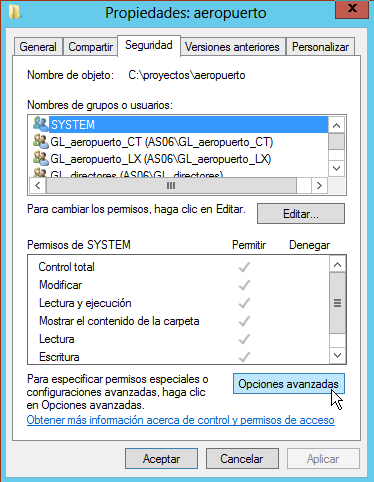 Propiedades: aeropuerto
General
Compartir
Seguridad
Versiones anteriores
Personalizar
Nombre de objeto: C:\proyectos\aeropuerto
Nombres de grupos o usuarios:
SYSTEM
GL_aeropuerto_CT (AS06\GL_aeropuerto_CT)
GL_aeropuerto_LX (AS06\GL_aeropuerto_LX)
GL_directores (AS06\GL_directores)
Para cambiar los permisos, haga clic en Editar.
Editar...
Permisos de SYSTEM Permitir Denegar
Control total
Modificar
Lectura y ejecución
Mostrar el contenido de la carpeta
Lectura
Escritura
Para especificar permisos especiales o
configuraciones avanzadas, haga clic
en Opciones avanzadas.
Opciones avanzadas
Obtener más información acerca de control y permisos de acceso
Aceptar
Cancelar
Aplicar